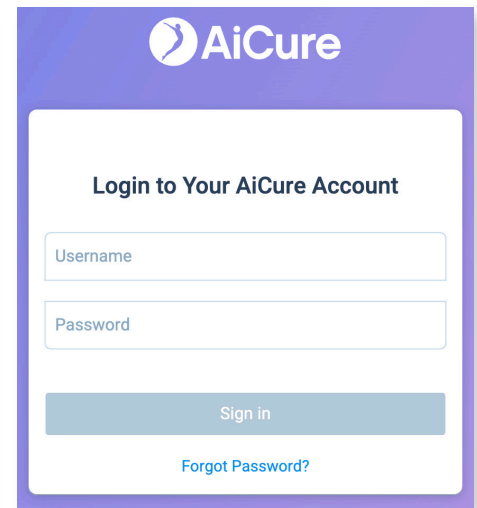 AiCure
Login to Your AiCure Account
Username
Password
Sign in
Forgot Password?